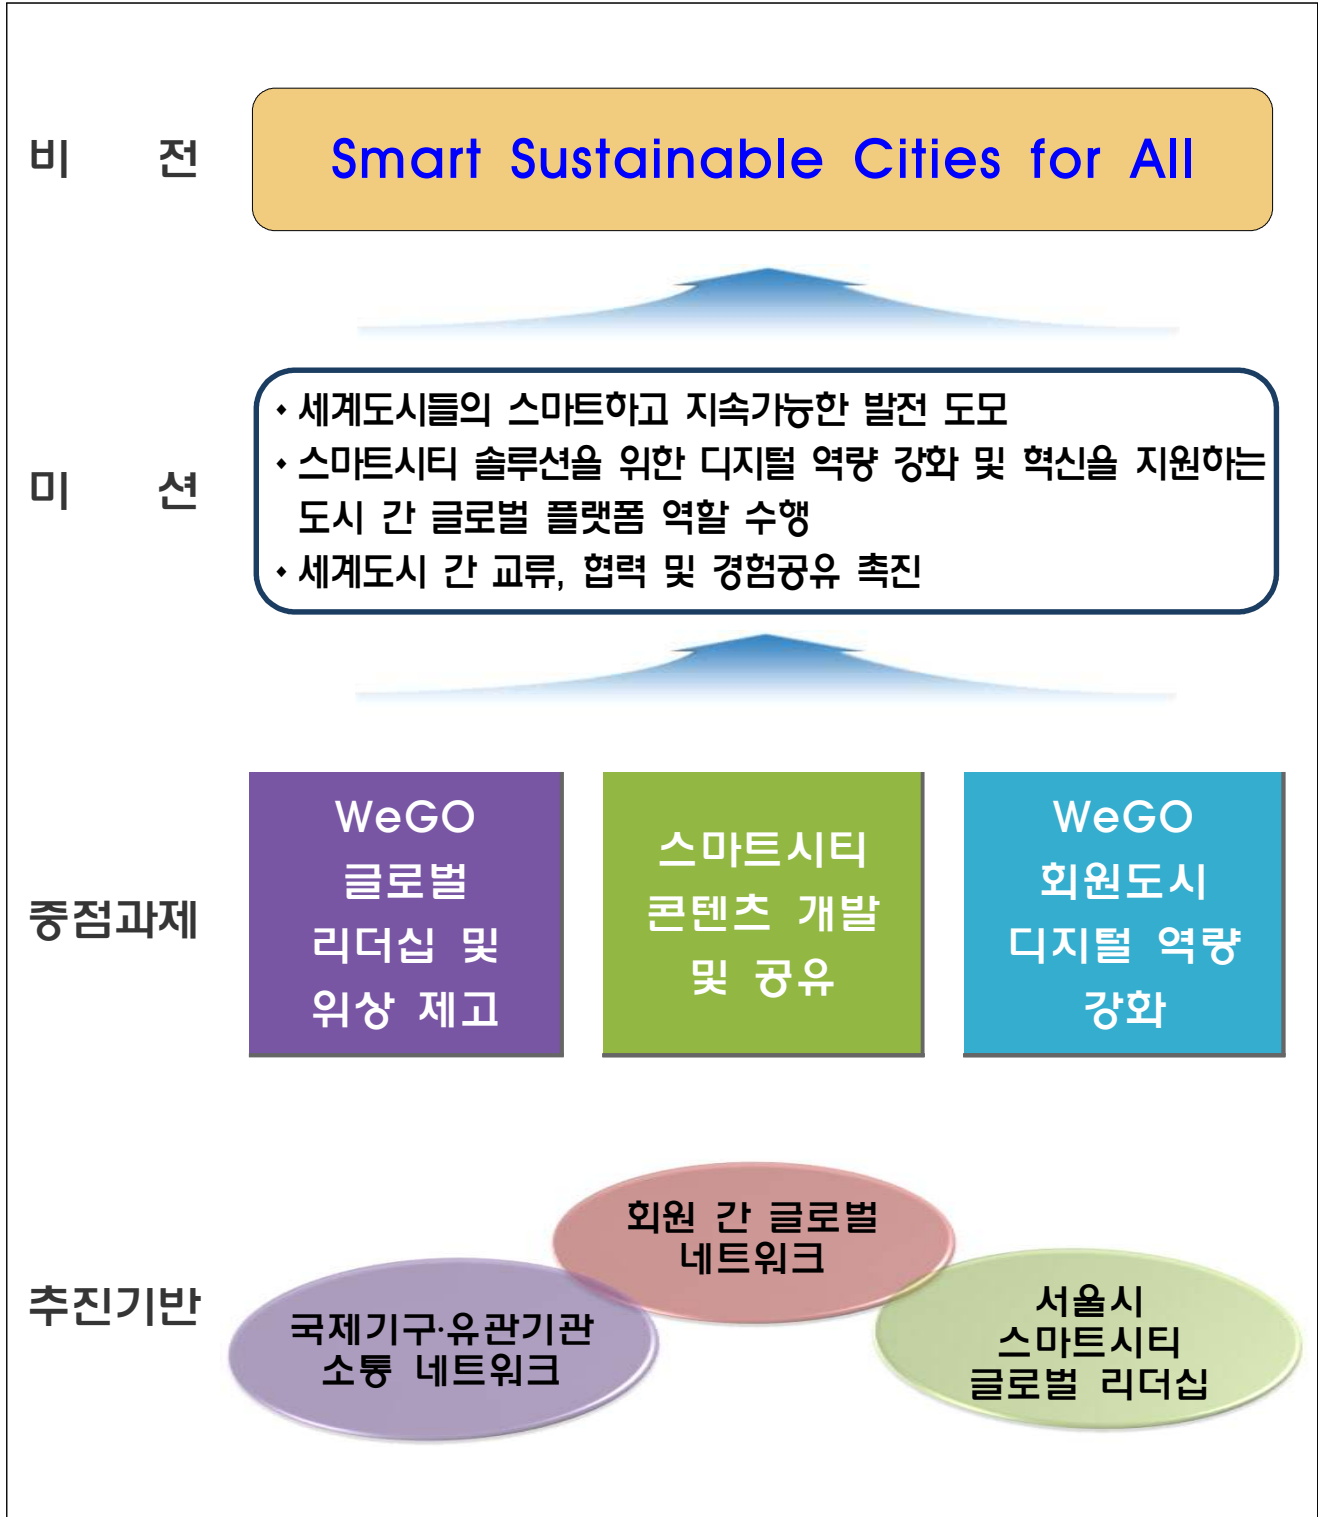 비 전
Smart Sustainable Cities for All
미 션
• 세계도시들의 스마트하고 지속가능한 발전 도모
• 스마트시티 솔루션을 위한 디지털 역량 강화 및 혁신을 지원하는
도시 간 글로벌 플랫폼 역할 수행
• 세계도시 간 교류, 협력 및 경험공유 촉진
중점과제
WeGO
글로벌
리더십 및
위상 제고
스마트시티
콘텐츠 개발
및 공유
WeGO
회원도시
디지털 역량
강화
추진기반
회원 간 글로벌
네트워크
국제기구·유관기관
소통 네트워크
서울시
스마트시티
글로벌 리더십